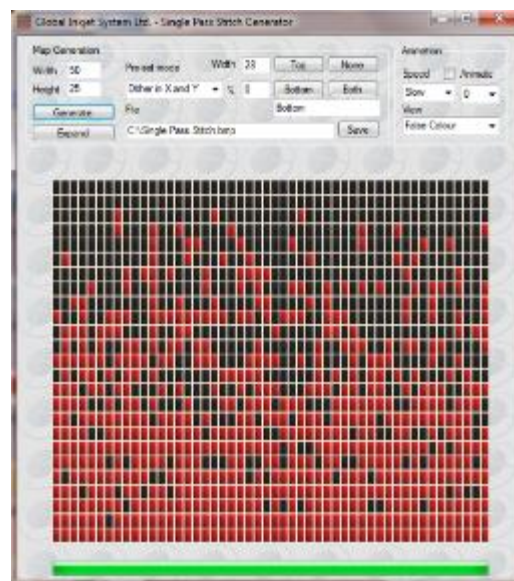 Global Inkjet System Ltd. - Single Pass Stitch Generator
Map Generation
Width 50
Height 25
Generate
Expand
Preset mode
Dither in X and Y
Width 23
% 0
Top
None
Bottom
Both
File
Bottom
C:\Single Pass Stitch.bmp
Save
Animation
Speed
Animate
Slow
0
View
False Colour